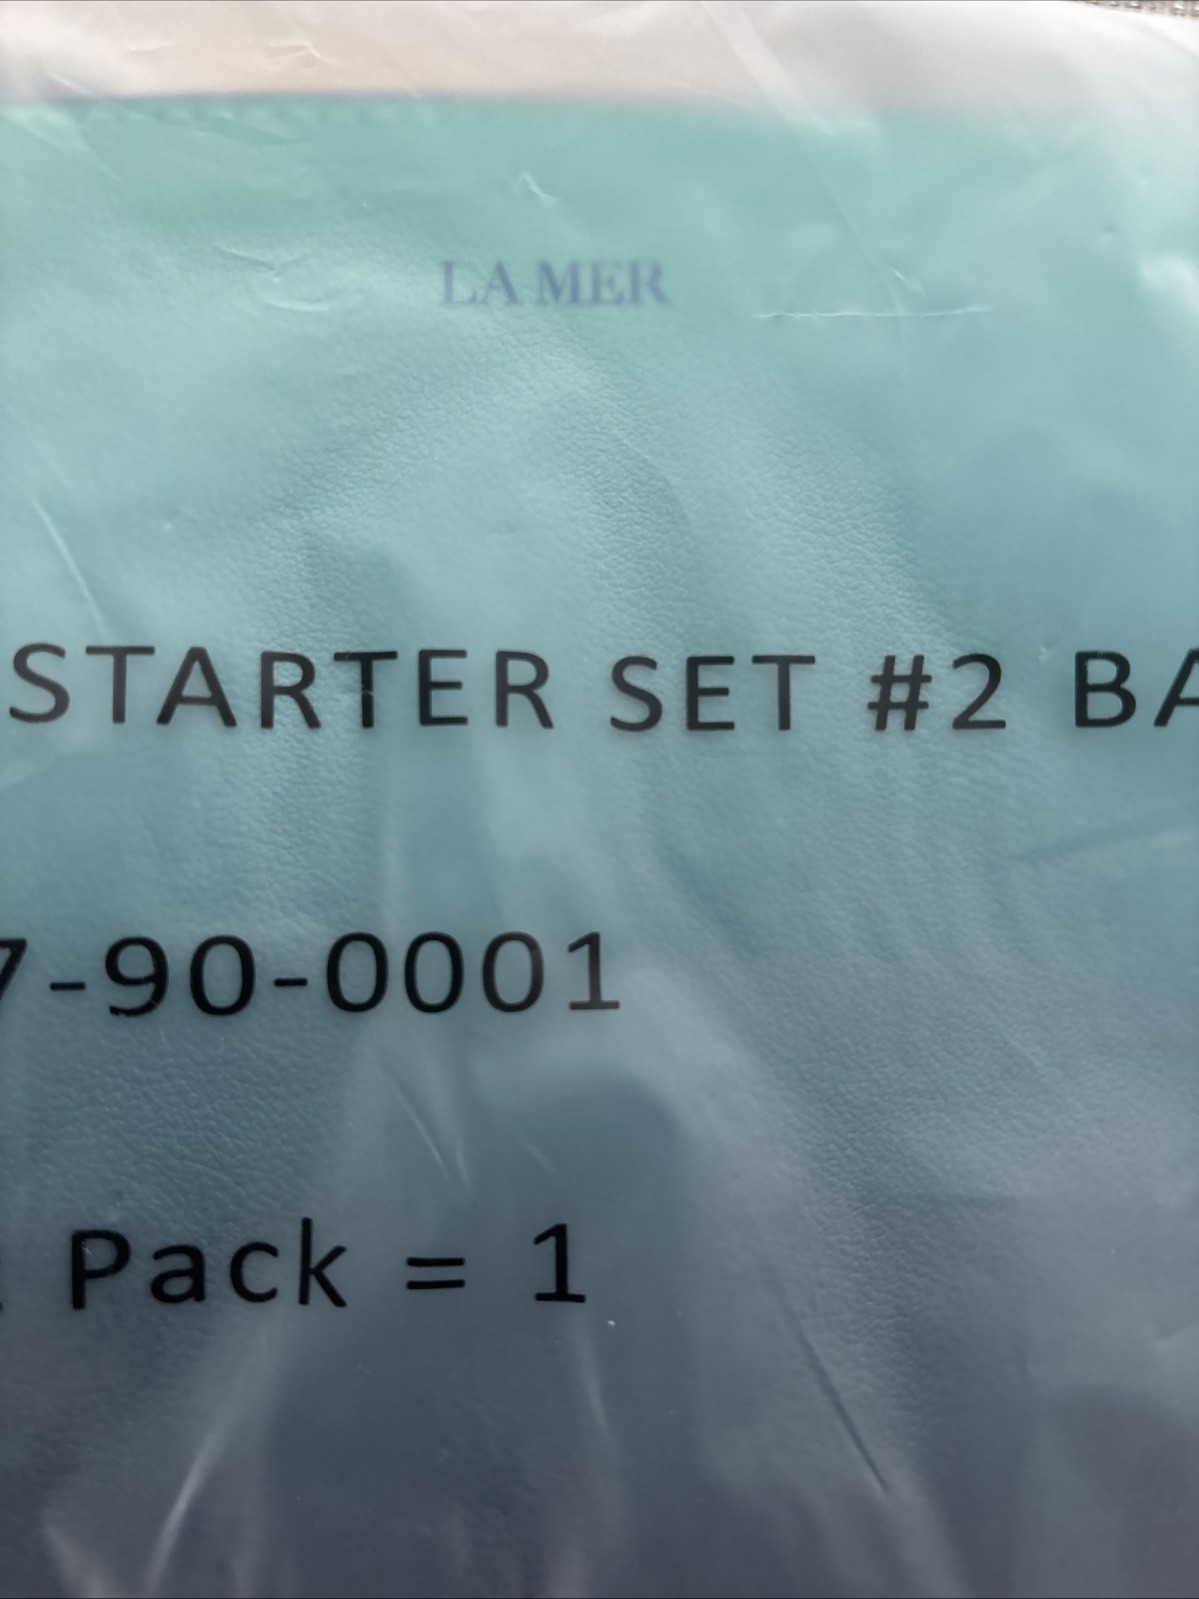 LA MER
STARTER SET #2 BA
7-90-0001
Pack = 1